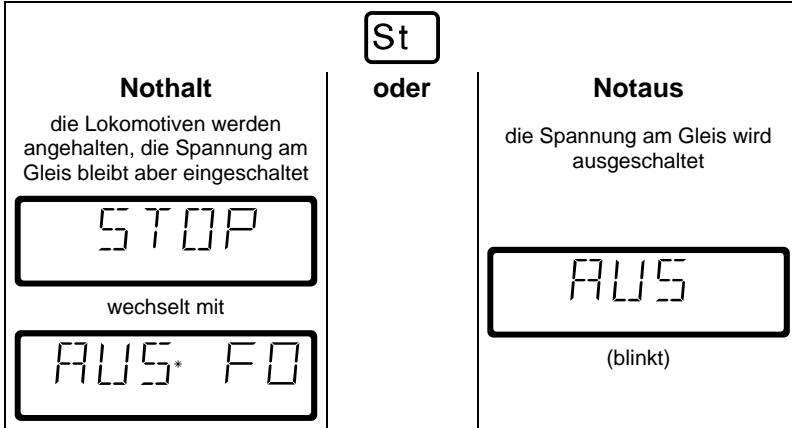 St
Nothalt
die Lokomotiven werden
angehalten, die Spannung am
Gleis bleibt aber eingeschaltet
STOP
wechselt mit
AUS* F0
oder
Notaus
die Spannung am Gleis wird
ausgeschaltet
AUS
(blinkt)